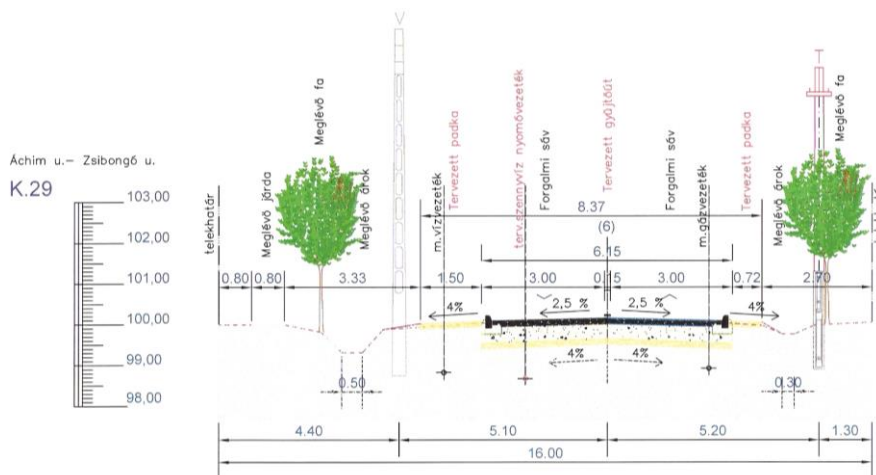 V
T
Áchim u.– Zsibongó u.
K.29
103,00
102,00
101,00
100,00
99,00
98,00
telekhatár
Meglévő járda
Meglévő fa
Meglévő árok
m.vízvezeték
Tervezett padka
terv.szennyvíz nyomóvezeték
Forgalmi sáv
Tervezett gyűjtőút
Forgalmi sáv
m.gázvezeték
Tervezett padka
Meglévő árok
Meglévő fa
8.37
(6)
6.15
0.80
0.80
3.33
1.50
3.00
0.15
3.00
0.72
2.70
4%
2,5 %
2,5 %
4%
4%
4%
0.50
0.30
4.40
5.10
5.20
1.30
16.00